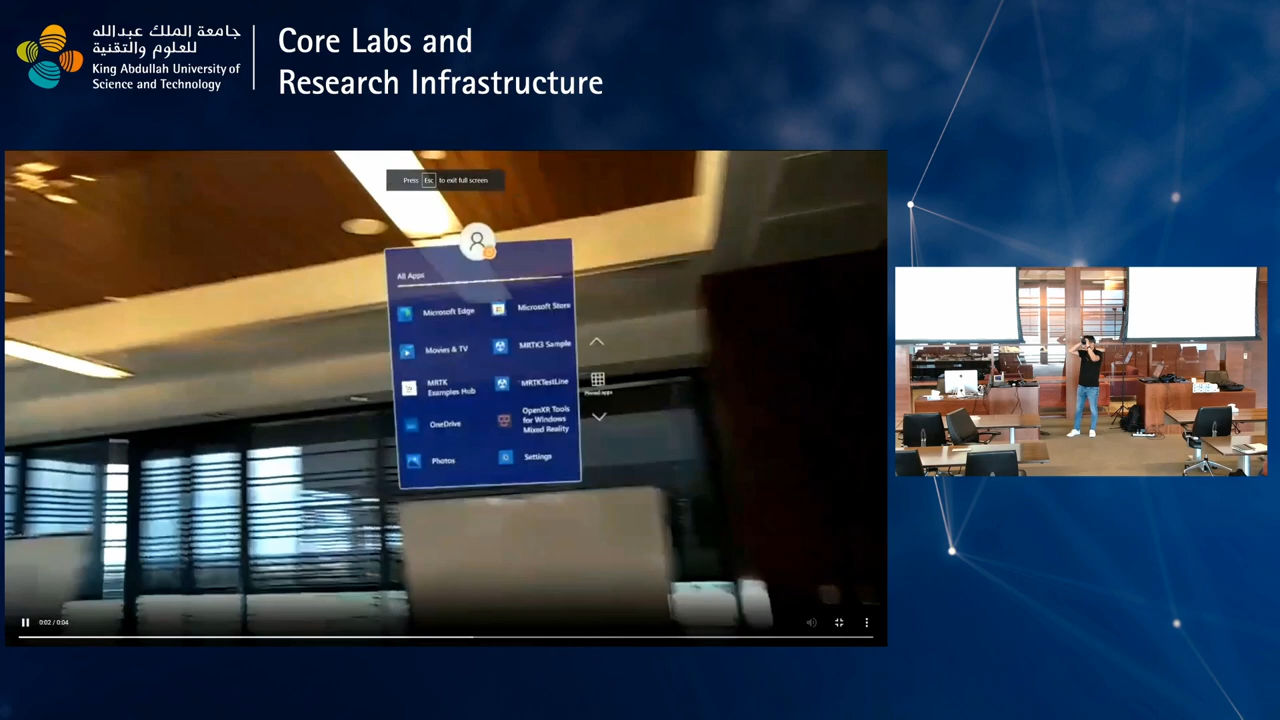 جامعة الملك عبدالله
للعلوم والتقنية
King Abdullah University of
Science and Technology
Core Labs and
Research Infrastructure
Press Esc to exit full screen
All Apps
Microsoft Edge
Microsoft Store
Movies & TV
MRTK3 Sample
MRTK
Examples Hub
MRTKTestLine
OneDrive
OpenXR Tools
for Windows
Mixed Reality
Photos
Settings
Pinned apps
0:02 / 0:04